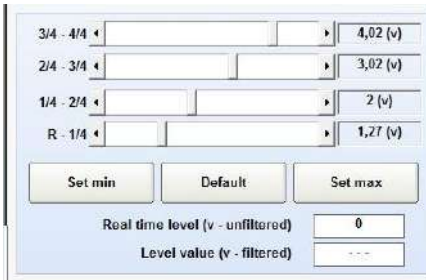 3/4 - 4/4 4,02 (v)
2/4 - 3/4 3,02 (v)
1/4 - 2/4 2 (v)
R - 1/4 1,27 (v)
Set min Default Set max
Real time level (v - unfiltered) 0
Level value (v - filtered) - - -